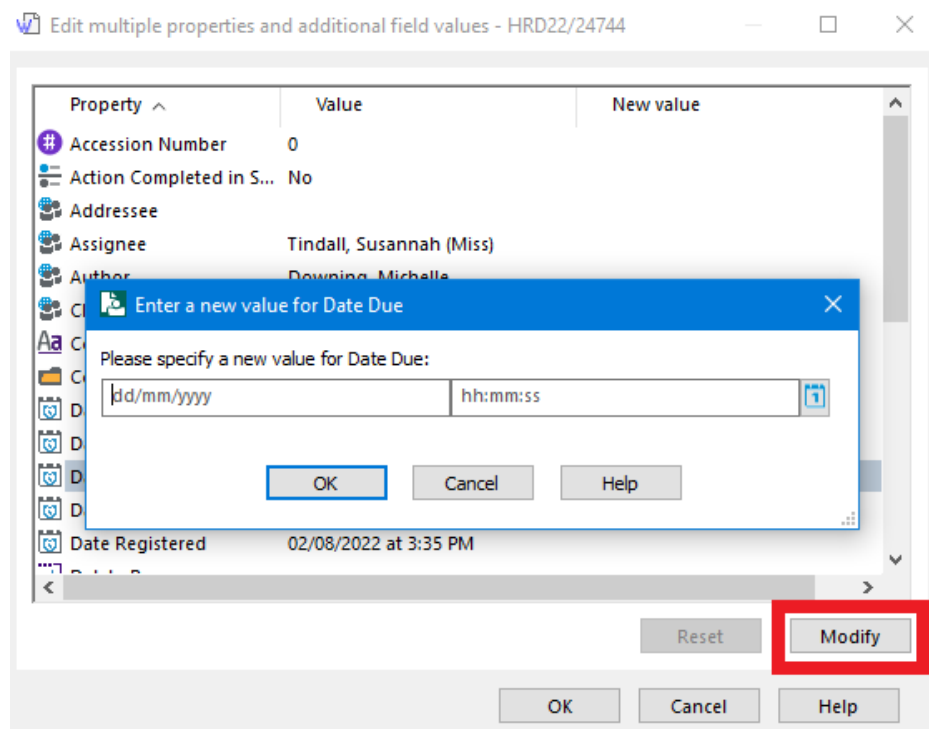 Edit multiple properties and additional field values - HRD22/24744
Property Value New value
Accession Number 0
Action Completed in S... No
Addressee
Assignee Tindall, Susannah (Miss)
Author Downing, Michelle
Enter a new value for Date Due
Please specify a new value for Date Due:
dd/mm/yyyy hh:mm:ss
OK Cancel Help
Date Registered 02/08/2022 at 3:35 PM
Reset Modify
OK Cancel Help